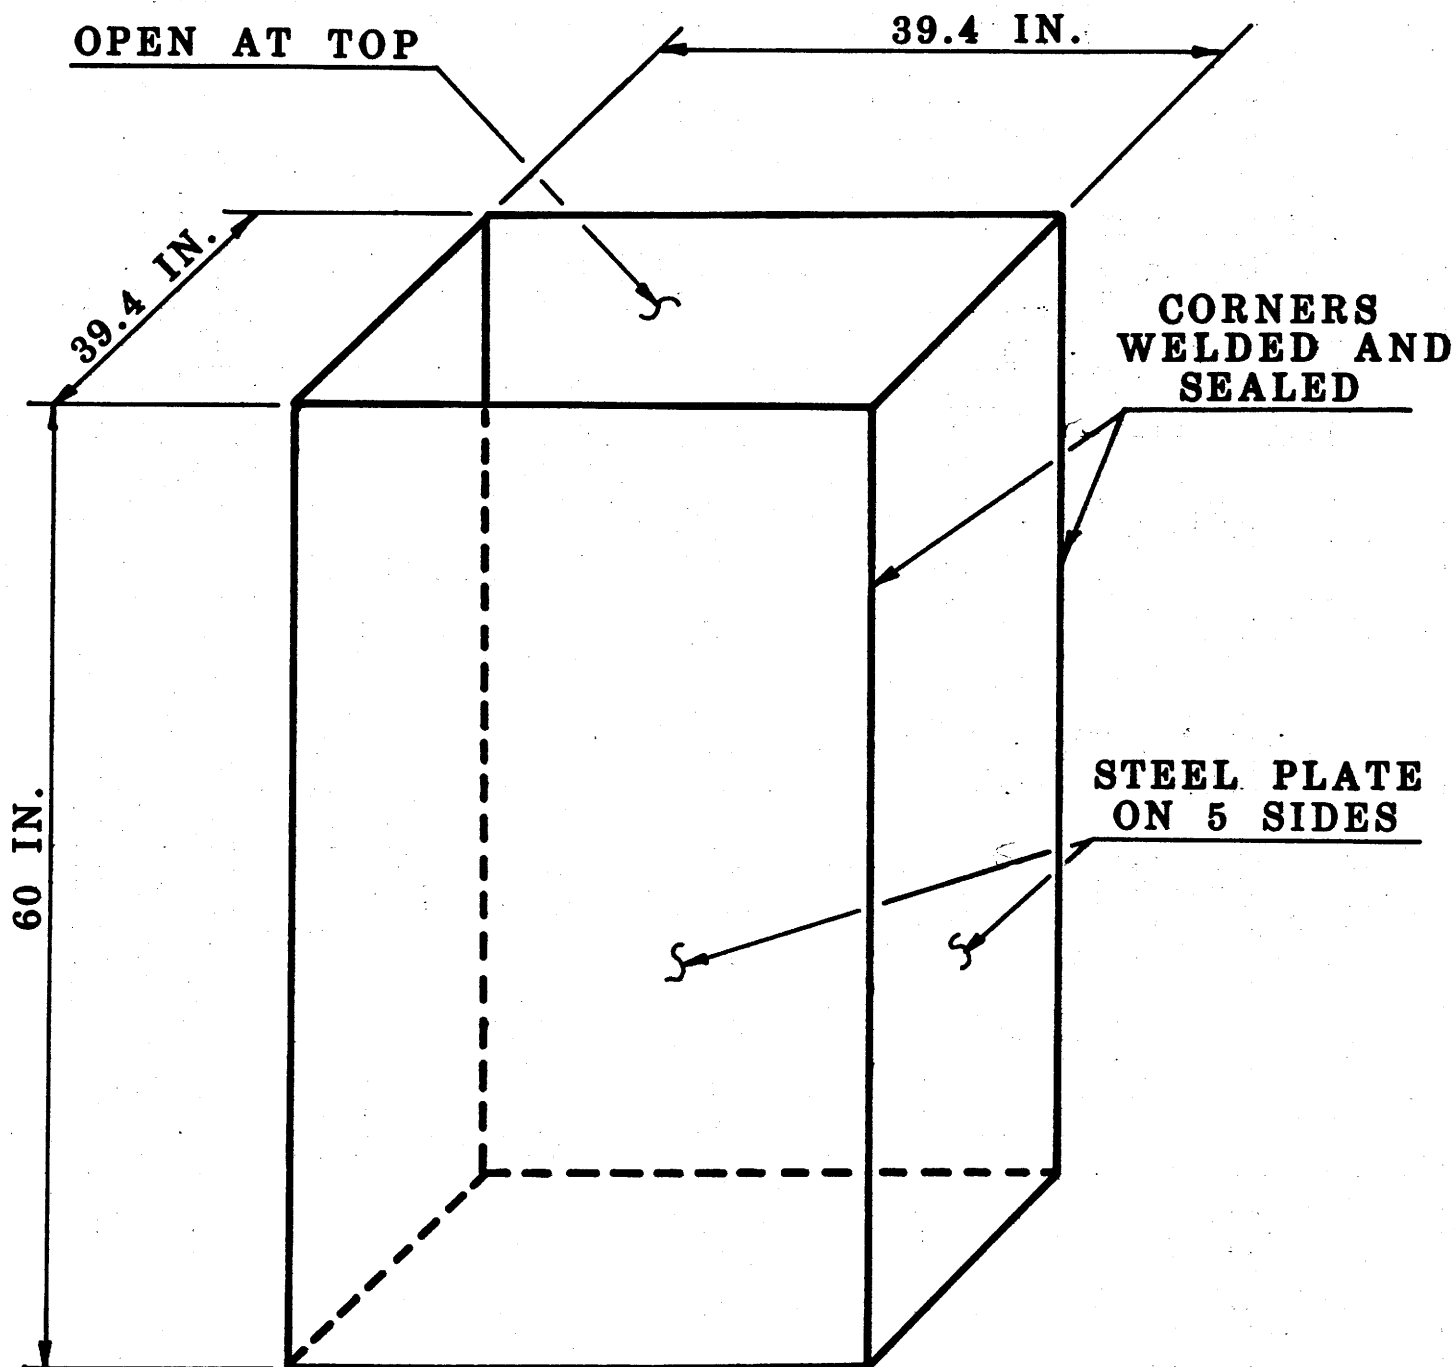 OPEN AT TOP
39.4 IN.
39.4 IN.
CORNERS
WELDED AND
SEALED
STEEL PLATE
ON 5 SIDES
60 IN.